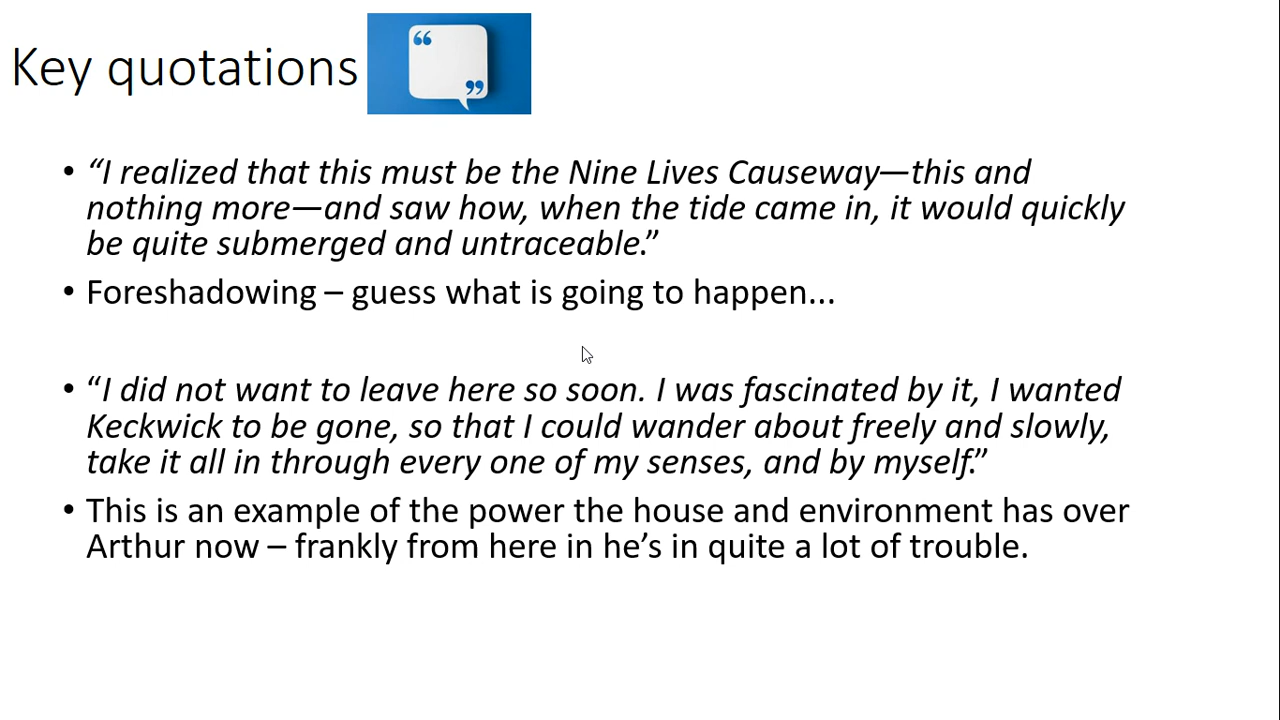 Key quotations
“ ”
• “I realized that this must be the Nine Lives Causeway—this and
nothing more—and saw how, when the tide came in, it would quickly
be quite submerged and untraceable.”
• Foreshadowing – guess what is going to happen...
• “I did not want to leave here so soon. I was fascinated by it, I wanted
Keckwick to be gone, so that I could wander about freely and slowly,
take it all in through every one of my senses, and by myself.”
• This is an example of the power the house and environment has over
Arthur now – frankly from here in he’s in quite a lot of trouble.